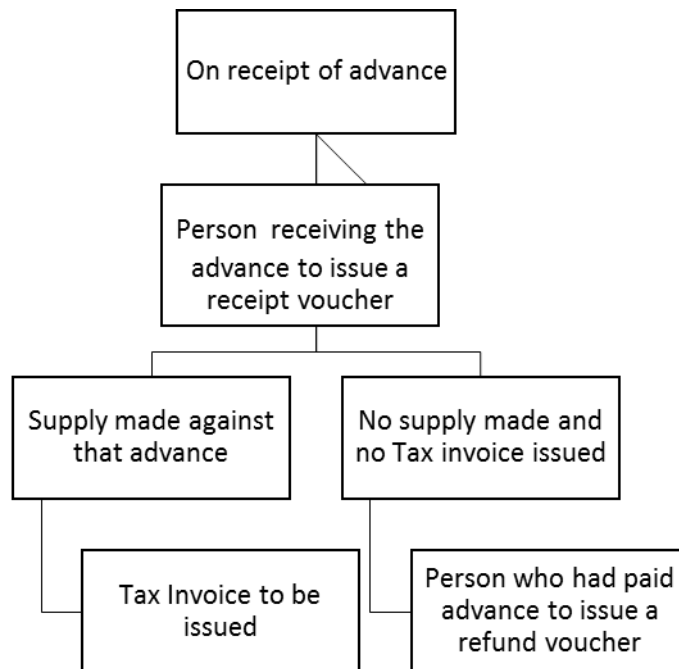 On receipt of advance
Person receiving the
advance to issue a
receipt voucher
Supply made against
that advance
No supply made and
no Tax invoice issued
Tax Invoice to be
issued
Person who had paid
advance to issue a
refund voucher